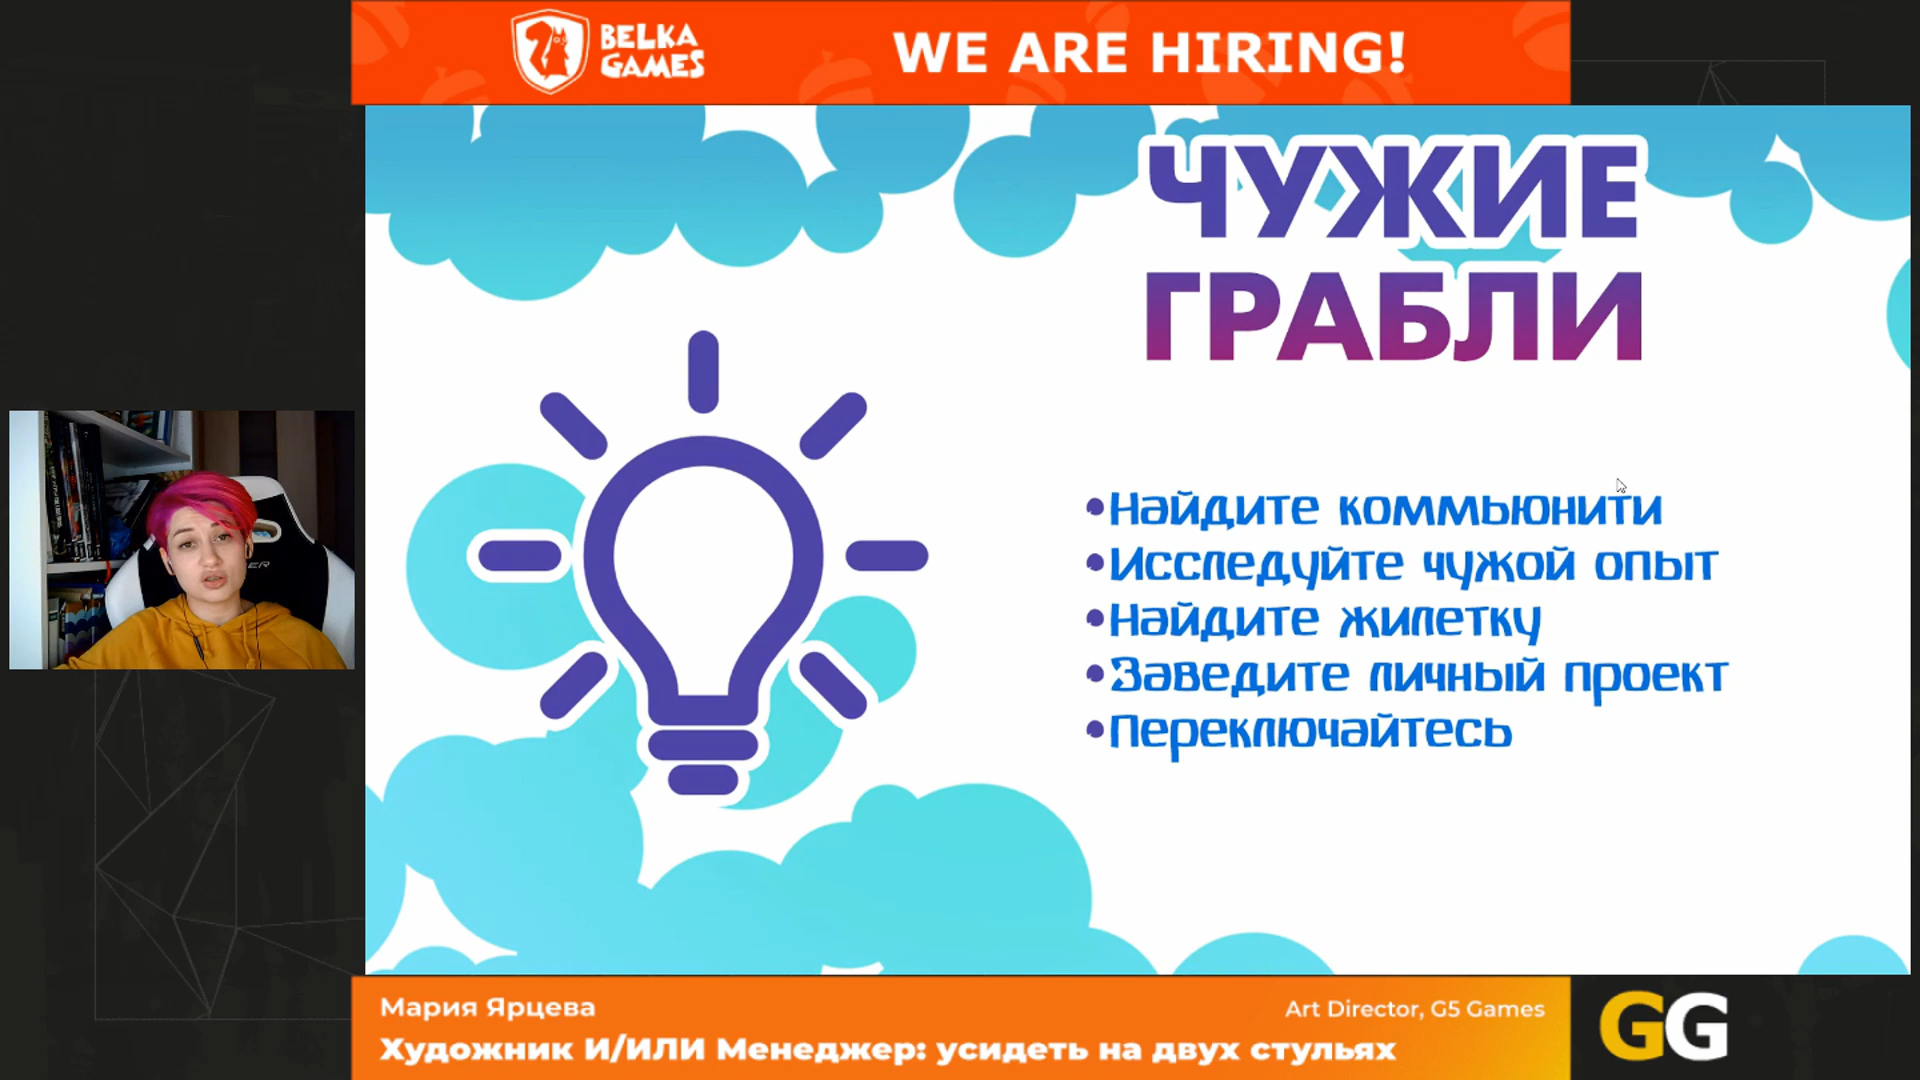 BELKA
GAMES
WE ARE HIRING!
ЧУЖИЕ
ГРАБЛИ
•Найдите коммьюнити
•Исследуйте чужой опыт
•Найдите жилетку
•Заведите личный проект
•Переключайтесь
Мария Ярцева
Art Director, G5 Games
Художник И/ИЛИ Менеджер: усидеть на двух стульях
GG